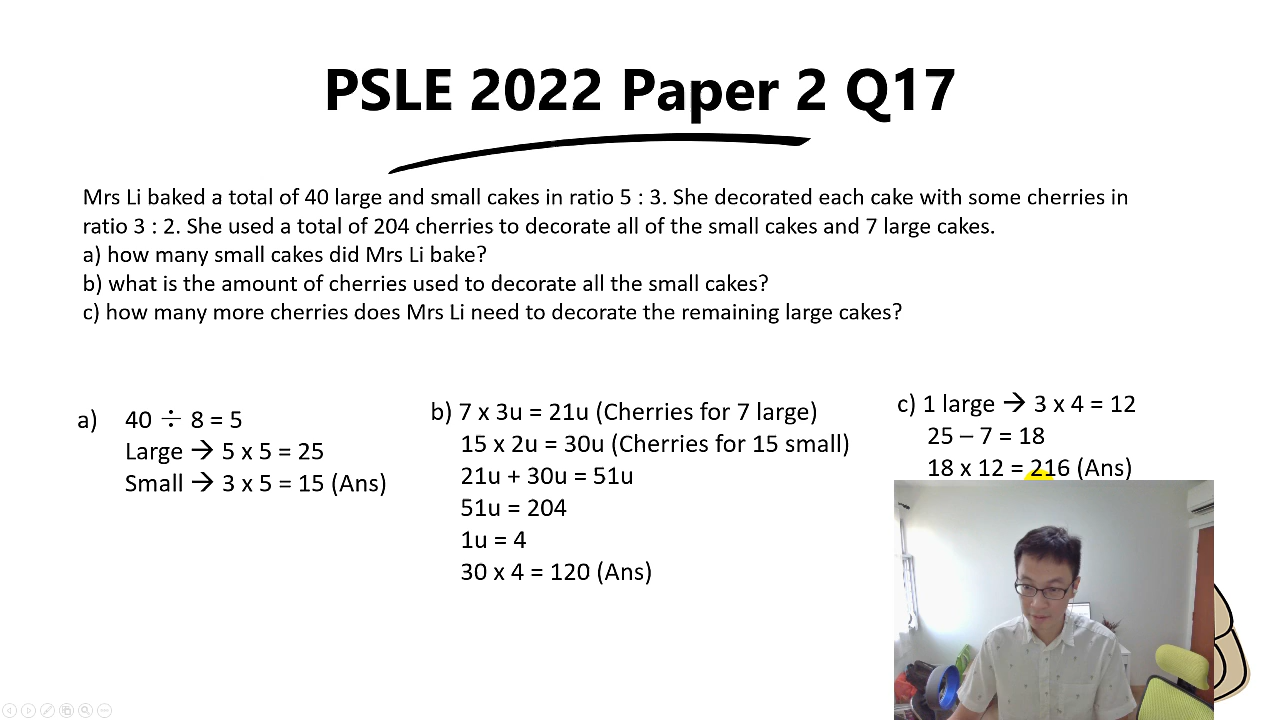 PSLE 2022 Paper 2 Q17
Mrs Li baked a total of 40 large and small cakes in ratio 5 : 3. She decorated each cake with some cherries in
ratio 3 : 2. She used a total of 204 cherries to decorate all of the small cakes and 7 large cakes.
a) how many small cakes did Mrs Li bake?
b) what is the amount of cherries used to decorate all the small cakes?
c) how many more cherries does Mrs Li need to decorate the remaining large cakes?
a) 40 ÷ 8 = 5
Large → 5 x 5 = 25
Small → 3 x 5 = 15 (Ans)
b) 7 x 3u = 21u (Cherries for 7 large)
15 x 2u = 30u (Cherries for 15 small)
21u + 30u = 51u
51u = 204
1u = 4
30 x 4 = 120 (Ans)
c) 1 large → 3 x 4 = 12
25 – 7 = 18
18 x 12 = 216 (Ans)